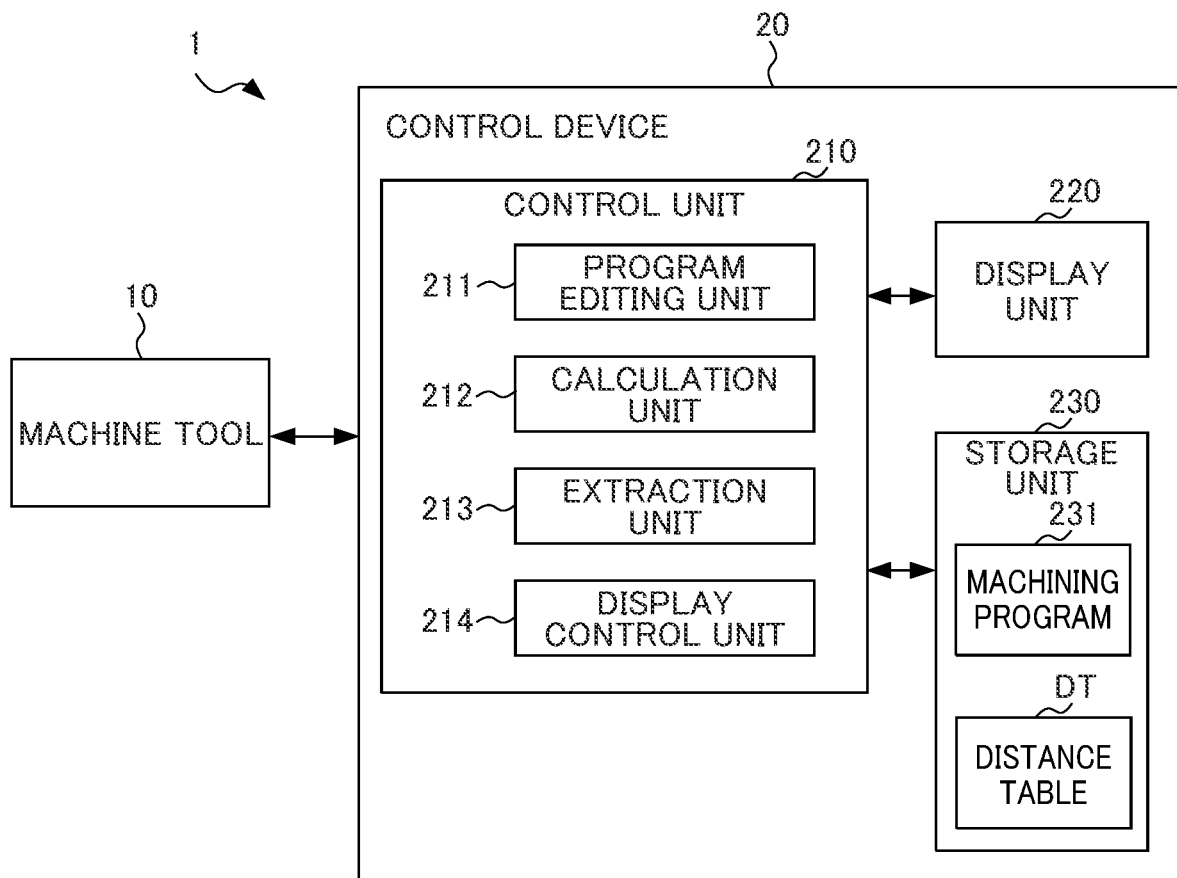 1
20
CONTROL DEVICE
210
CONTROL UNIT
211
PROGRAM
EDITING UNIT
212
CALCULATION
UNIT
213
EXTRACTION
UNIT
214
DISPLAY
CONTROL UNIT
220
DISPLAY
UNIT
10
MACHINE TOOL
230
STORAGE
UNIT
231
MACHINING
PROGRAM
DT
DISTANCE
TABLE